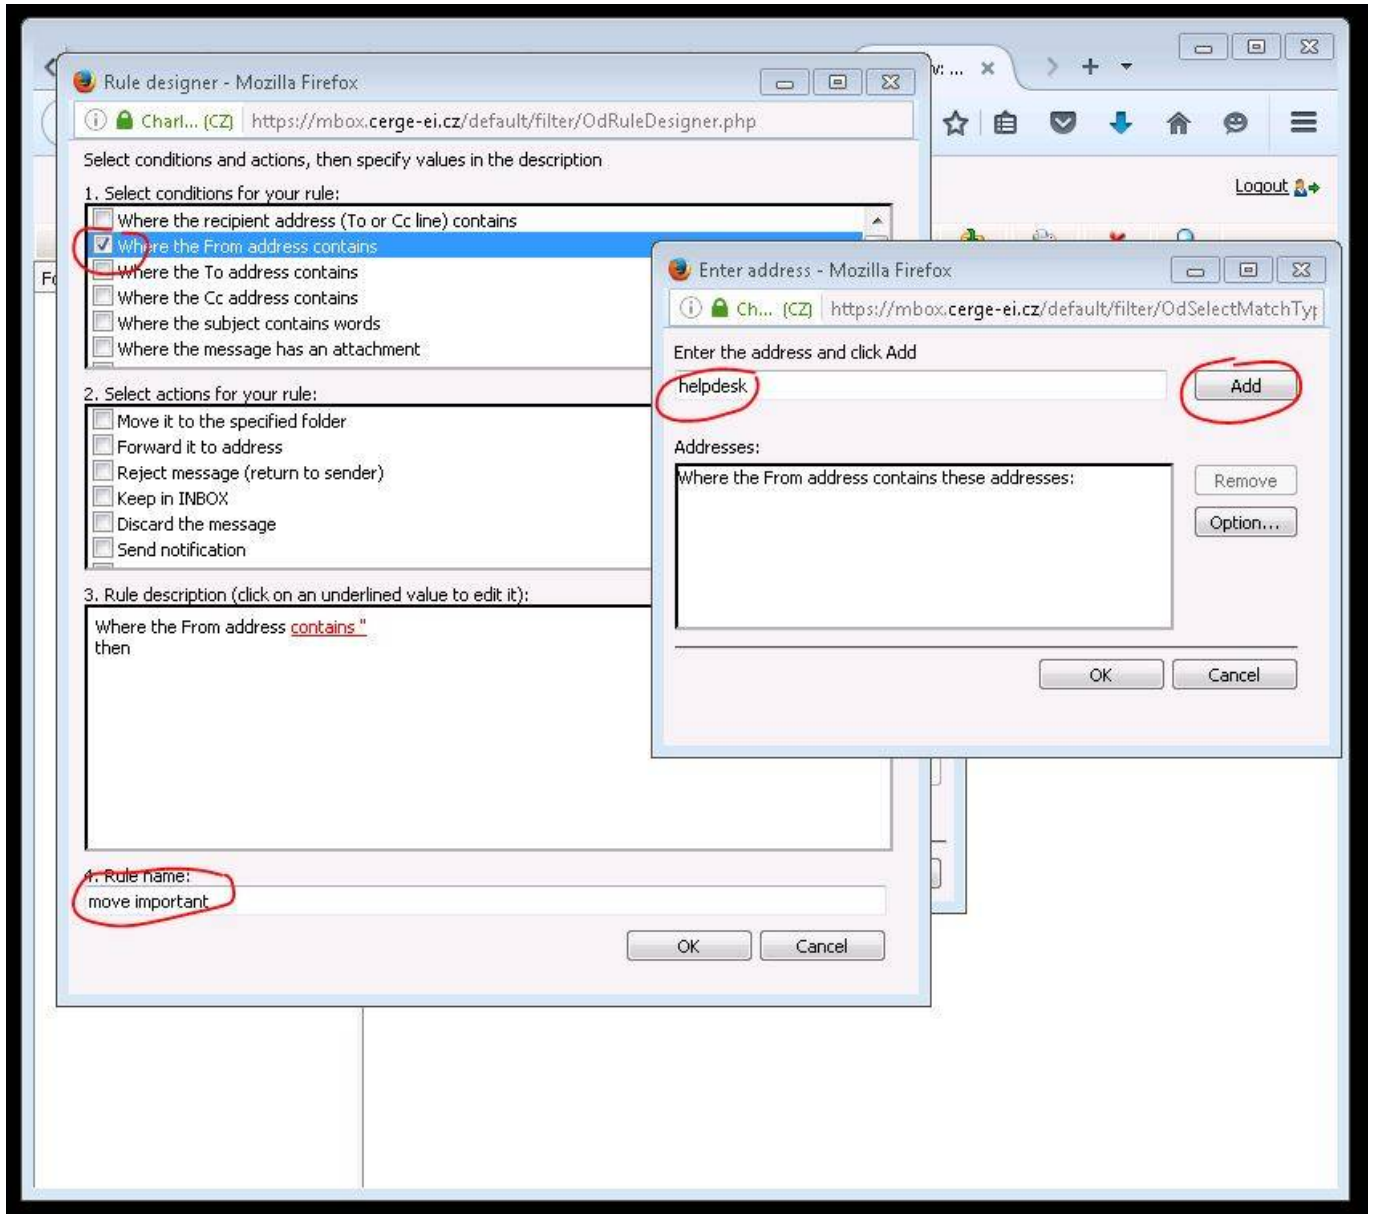 v: ...
Rule designer - Mozilla Firefox
Charl... (CZ) https://mbox.cerge-ei.cz/default/filter/OdRuleDesigner.php
Logout
Select conditions and actions, then specify values in the description
1. Select conditions for your rule:
Where the recipient address (To or Cc line) contains
Where the From address contains
Where the To address contains
Where the Cc address contains
Where the subject contains words
Where the message has an attachment
2. Select actions for your rule:
Move it to the specified folder
Forward it to address
Reject message (return to sender)
Keep in INBOX
Discard the message
Send notification
3. Rule description (click on an underlined value to edit it):
Where the From address contains "
then
4. Rule name:
move important
OK Cancel
Fo
Enter address - Mozilla Firefox
Ch... (CZ) https://mbox.cerge-ei.cz/default/filter/OdSelectMatchTyp
Enter the address and click Add
helpdesk Add
Addresses:
Where the From address contains these addresses:
Remove
Option...
OK Cancel